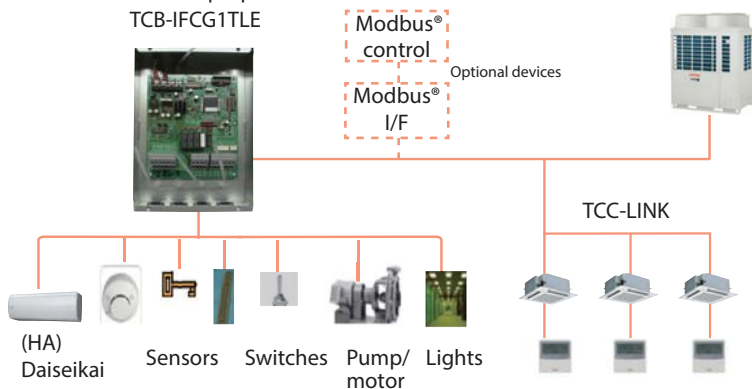 TCB-IFCG1TLE
Modbus®
control
Optional devices
Modbus®
I/F
TCC-LINK
(HA)
Daiseikai
Sensors
Switches
Pump/
motor
Lights